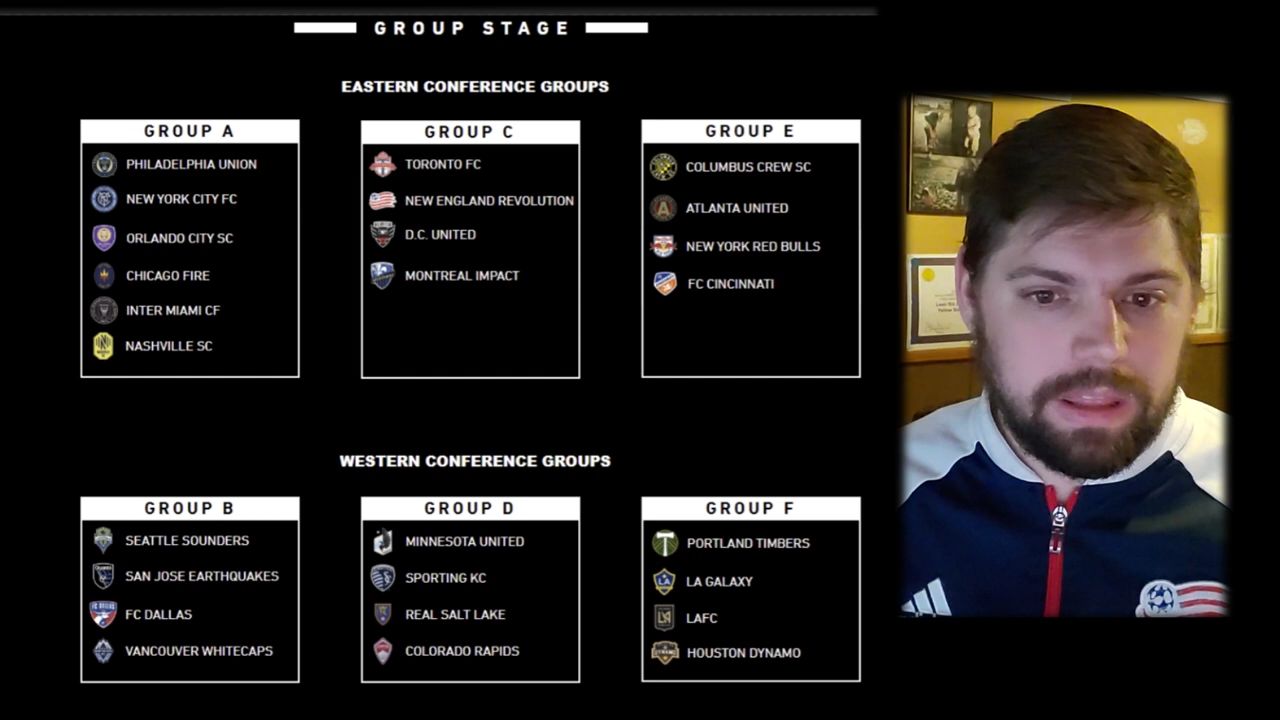 GROUP STAGE
EASTERN CONFERENCE GROUPS
GROUP A
PHILADELPHIA UNION
NEW YORK CITY FC
ORLANDO CITY SC
CHICAGO FIRE
INTER MIAMI CF
NASHVILLE SC
GROUP C
TORONTO FC
NEW ENGLAND REVOLUTION
D.C. UNITED
MONTREAL IMPACT
GROUP E
COLUMBUS CREW SC
ATLANTA UNITED
NEW YORK RED BULLS
FC CINCINNATI
WESTERN CONFERENCE GROUPS
GROUP B
SEATTLE SOUNDERS
SAN JOSE EARTHQUAKES
FC DALLAS
VANCOUVER WHITECAPS
GROUP D
MINNESOTA UNITED
SPORTING KC
REAL SALT LAKE
COLORADO RAPIDS
GROUP F
PORTLAND TIMBERS
LA GALAXY
LAFC
HOUSTON DYNAMO